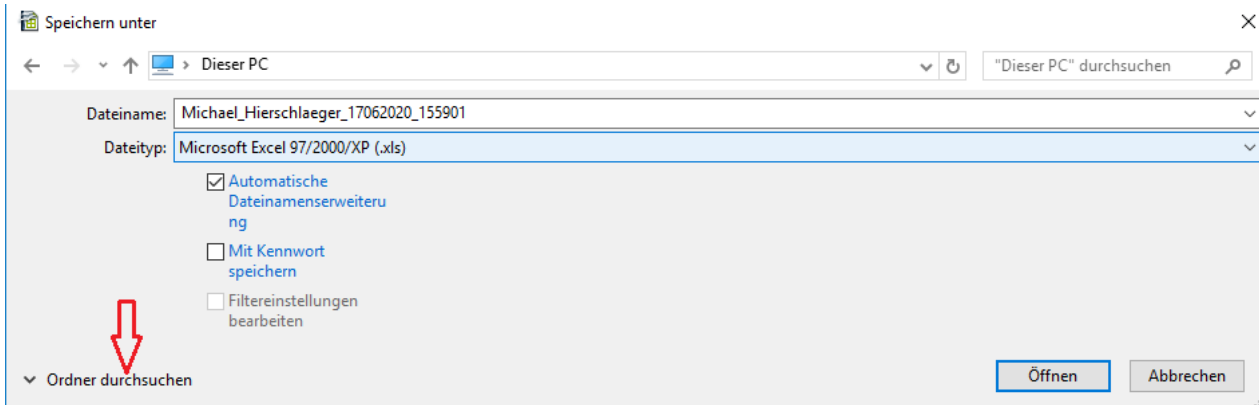 Speichern unter
Dieser PC
"Dieser PC" durchsuchen
Dateiname: Michael_Hierschlaeger_17062020_155901
Dateityp: Microsoft Excel 97/2000/XP (.xls)
Automatische
Dateinamenserweiteru
ng
Mit Kennwort
speichern
Filtereinstellungen
bearbeiten
Ordner durchsuchen
Öffnen
Abbrechen